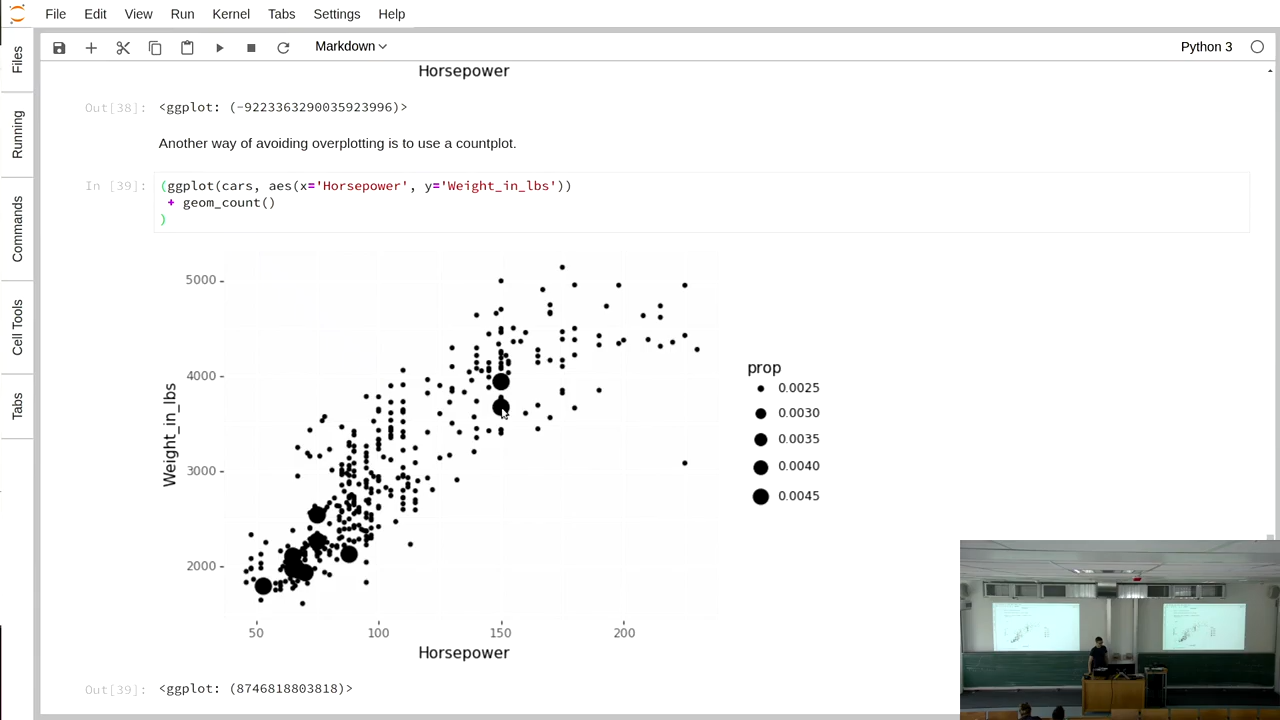 File Edit View Run Kernel Tabs Settings Help
Markdown
Python 3
Files
Running
Commands
Cell Tools
Tabs
Horsepower
Out[38]: <ggplot: (-9223363290035923996)>
Another way of avoiding overplotting is to use a countplot.
In [39]: (ggplot(cars, aes(x='Horsepower', y='Weight_in_lbs'))
+ geom_count()
)
5000
4000
3000
2000
Weight_in_lbs
50 100 150 200
Horsepower
prop
0.0025
0.0030
0.0035
0.0040
0.0045
Out[39]: <ggplot: (8746818803818)>